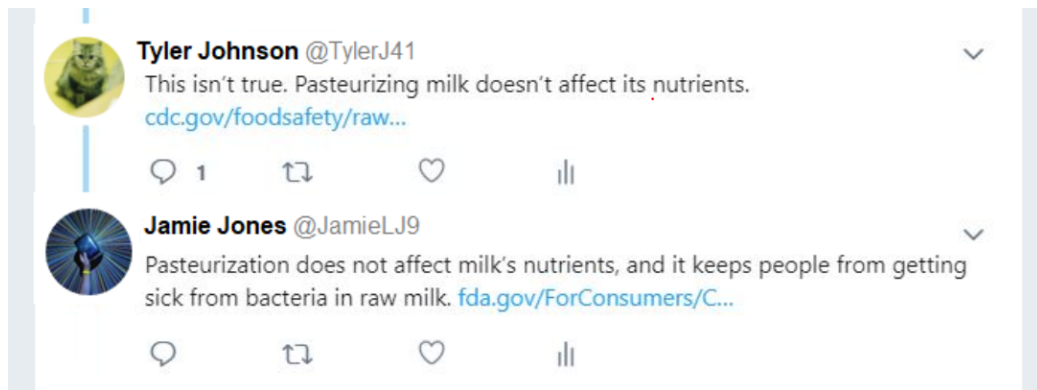 Tyler Johnson @TylerJ41
This isn't true. Pasteurizing milk doesn't affect its nutrients.
cdc.gov/foodsafety/raw...
1
Jamie Jones @JamieLJ9
Pasteurization does not affect milk's nutrients, and it keeps people from getting
sick from bacteria in raw milk. fda.gov/ForConsumers/C...